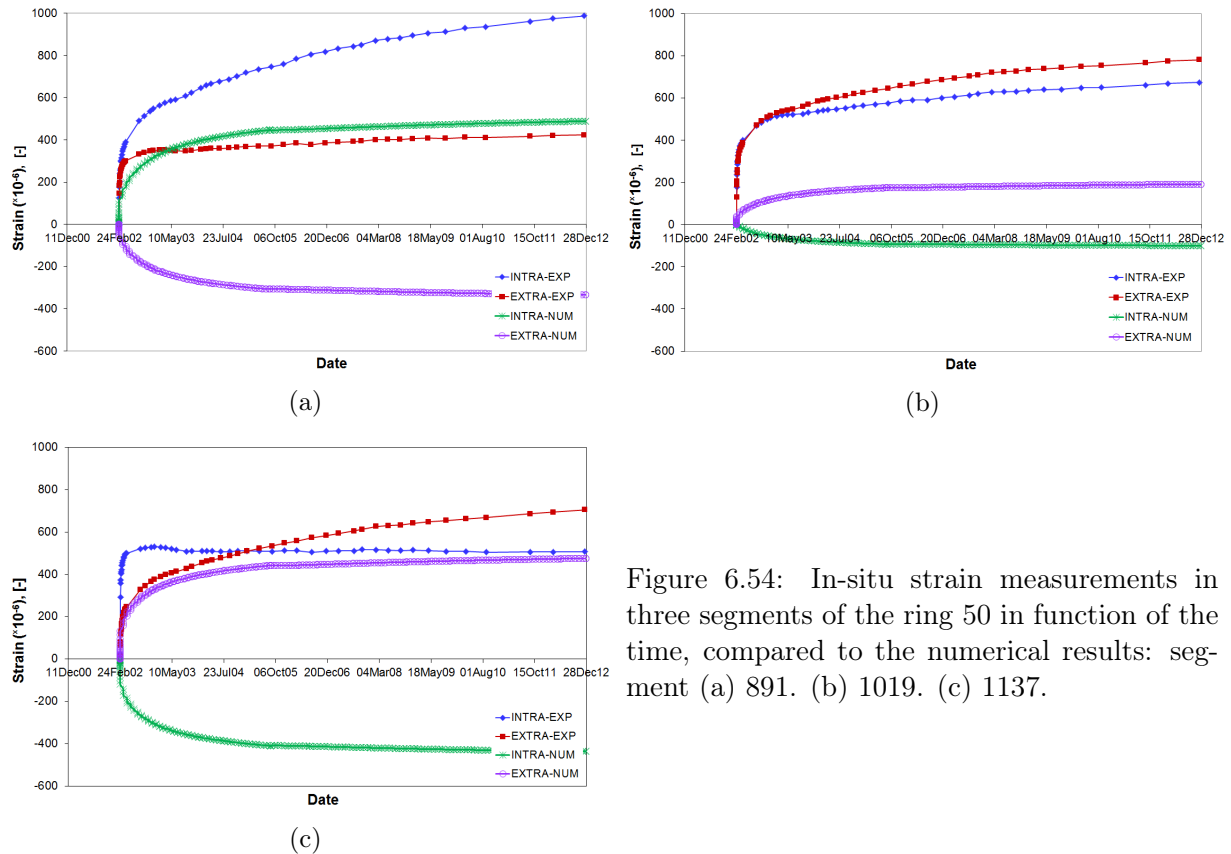 1000
800
600
400
200
0
-200
-400
-600
Strain (*10⁻⁶), [-]
11Dec00 24Feb02 10May03 23Jul04 06Oct05 20Dec06 04Mar08 18May09 01Aug10 15Oct11 28Dec12
INTRA-EXP
EXTRA-EXP
INTRA-NUM
EXTRA-NUM
Date
(a)
1000
800
600
400
200
0
-200
-400
-600
Strain (*10⁻⁶), [-]
11Dec00 24Feb02 10May03 23Jul04 06Oct05 20Dec06 04Mar08 18May09 01Aug10 15Oct11 28Dec12
INTRA-EXP
EXTRA-EXP
INTRA-NUM
EXTRA-NUM
Date
(b)
1000
800
600
400
200
0
-200
-400
-600
Strain (*10⁻⁶), [-]
11Dec00 24Feb02 10May03 23Jul04 06Oct05 20Dec06 04Mar08 18May09 01Aug10 15Oct11 28Dec12
INTRA-EXP
EXTRA-EXP
INTRA-NUM
EXTRA-NUM
Date
(c)
Figure 6.54: In-situ strain measurements in
three segments of the ring 50 in function of the
time, compared to the numerical results: seg-
ment (a) 891. (b) 1019. (c) 1137.